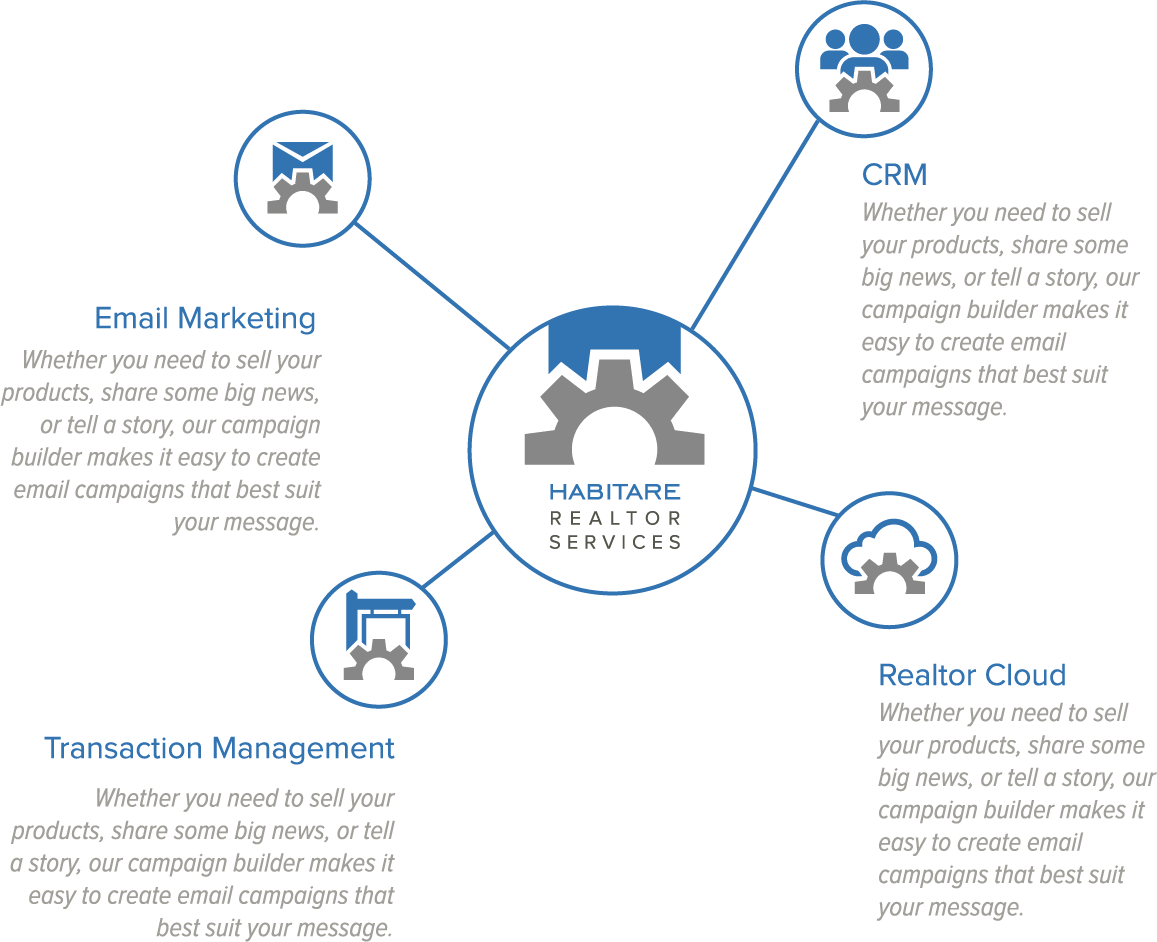 CRM
Whether you need to sell
your products, share some
big news, or tell a story, our
campaign builder makes it
easy to create email
campaigns that best suit
your message.
Email Marketing
Whether you need to sell your
products, share some big news,
or tell a story, our campaign
builder makes it easy to create
email campaigns that best suit
your message.
HABITARE
REALTOR
SERVICES
Realtor Cloud
Whether you need to sell
your products, share some
big news, or tell a story, our
campaign builder makes it
easy to create email
campaigns that best suit
your message.
Transaction Management
Whether you need to sell your
products, share some big news, or tell
a story, our campaign builder makes it
easy to create email campaigns that
best suit your message.